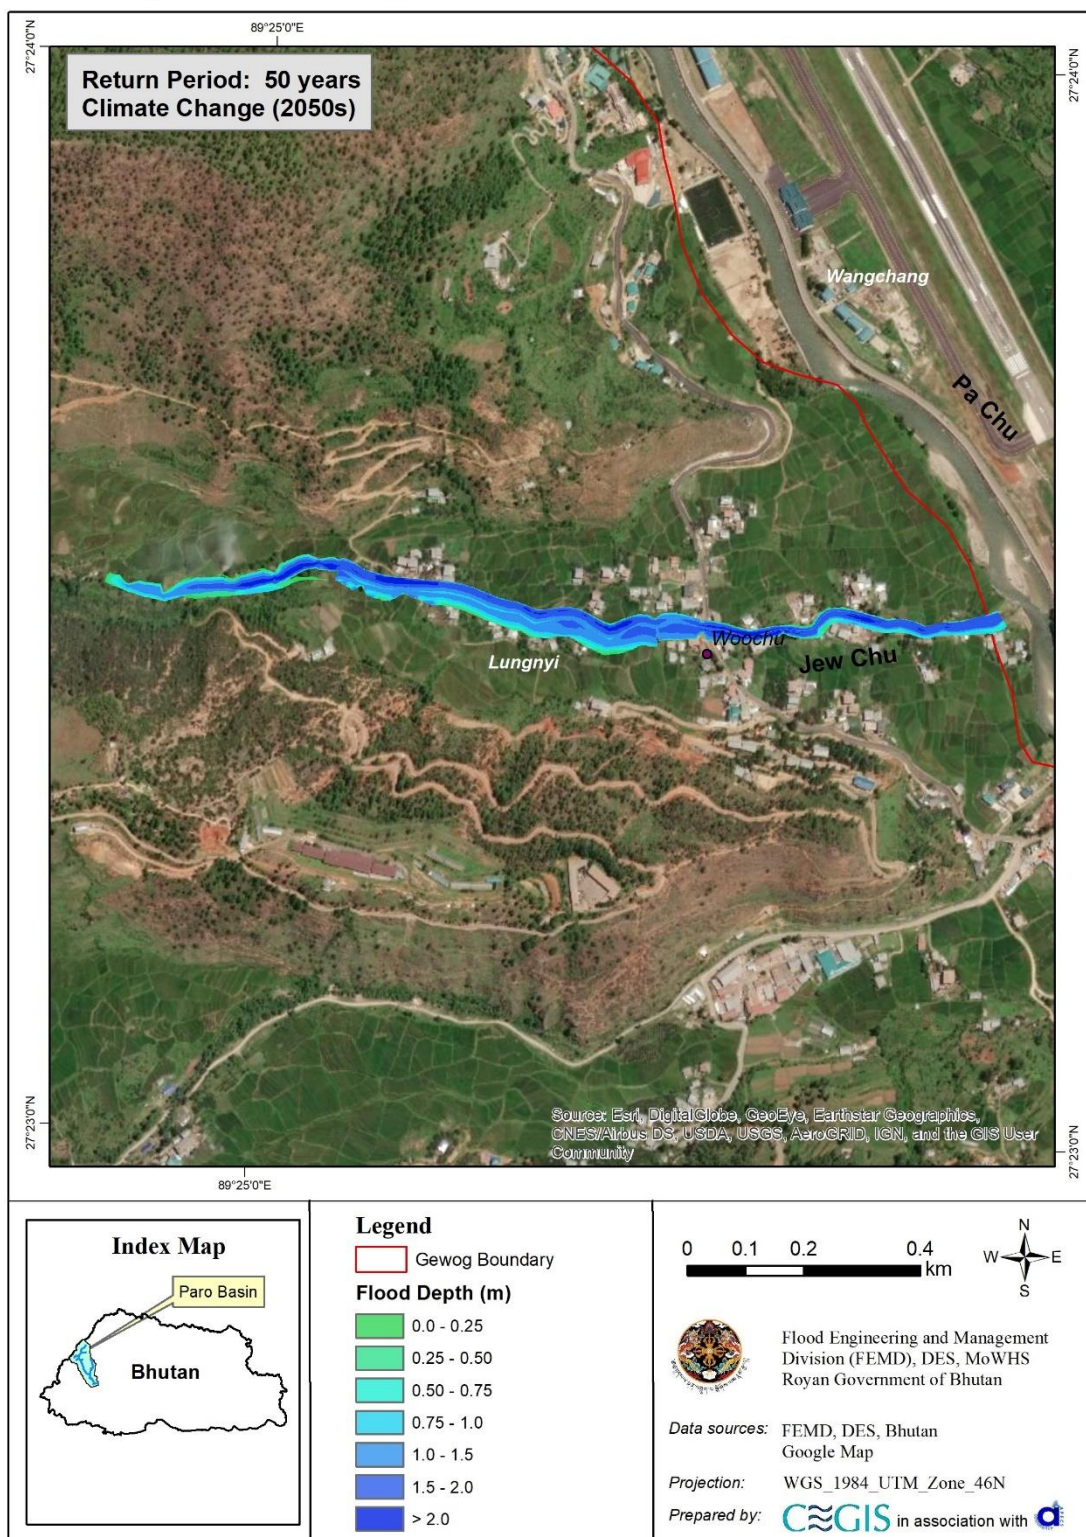 89°25'0"E
27°24'0"N
27°24'0"N
Return Period: 50 years
Climate Change (2050s)
Wangchang
Pa Chu
Woochu
Lungnyi
Jew Chu
Source: Esri, DigitalGlobe, GeoEye, Earthstar Geographics,
CNES/Airbus DS, USDA, USGS, AeroGRID, IGN, and the GIS User
Community
27°23'0"N
27°23'0"N
89°25'0"E
Index Map
Paro Basin
Bhutan
Legend
Gewog Boundary
Flood Depth (m)
0.0 - 0.25
0.25 - 0.50
0.50 - 0.75
0.75 - 1.0
1.0 - 1.5
1.5 - 2.0
> 2.0
0 0.1 0.2 0.4
km
N
W E
S
Flood Engineering and Management
Division (FEMD), DES, MoWHS
Royan Government of Bhutan
Data sources: FEMD, DES, Bhutan
Google Map
Projection: WGS_1984_UTM_Zone_46N
Prepared by: CEGIS in association with